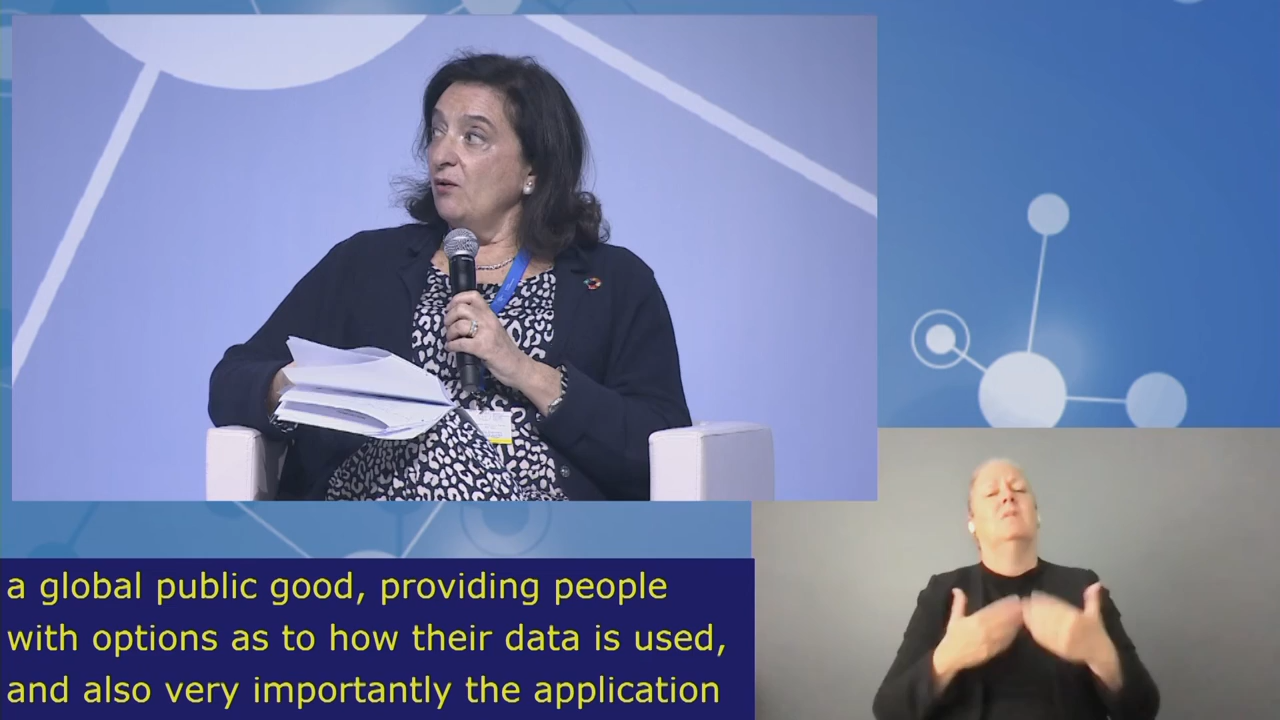 a global public good, providing people
with options as to how their data is used,
and also very importantly the application